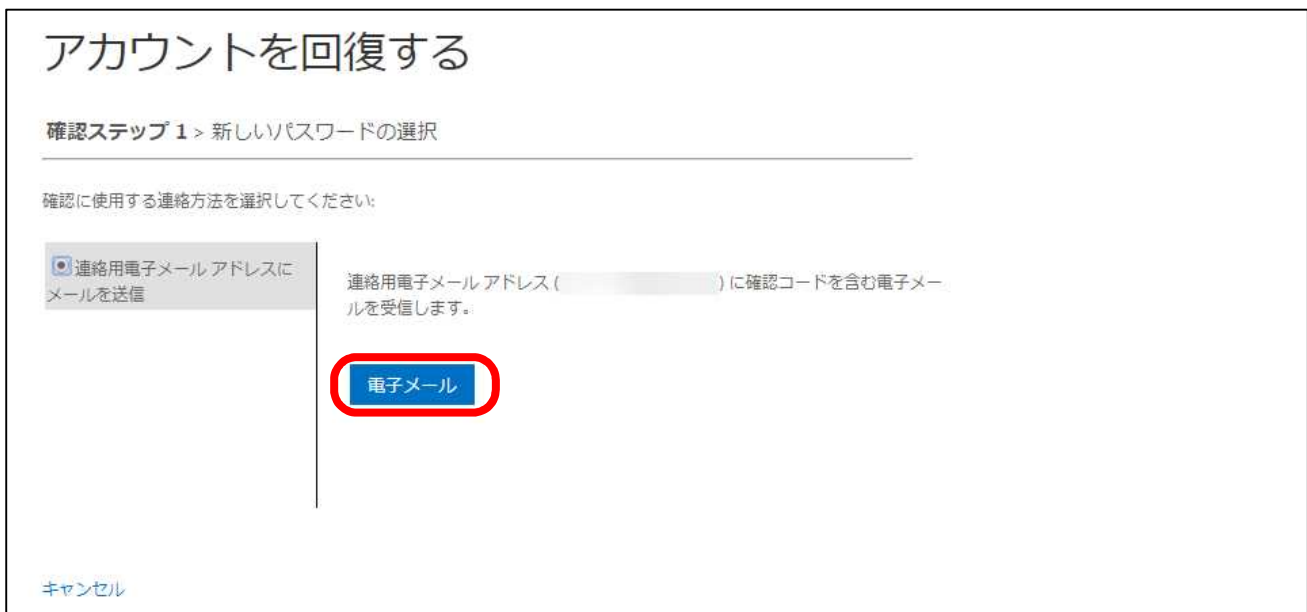 アカウントを回復する
確認ステップ 1 > 新しいパスワードの選択
確認に使用する連絡方法を選択してください:
連絡用電子メール アドレスに
メールを送信
連絡用電子メール アドレス ( ) に確認コードを含む電子メー
ルを受信します。
電子メール
キャンセル